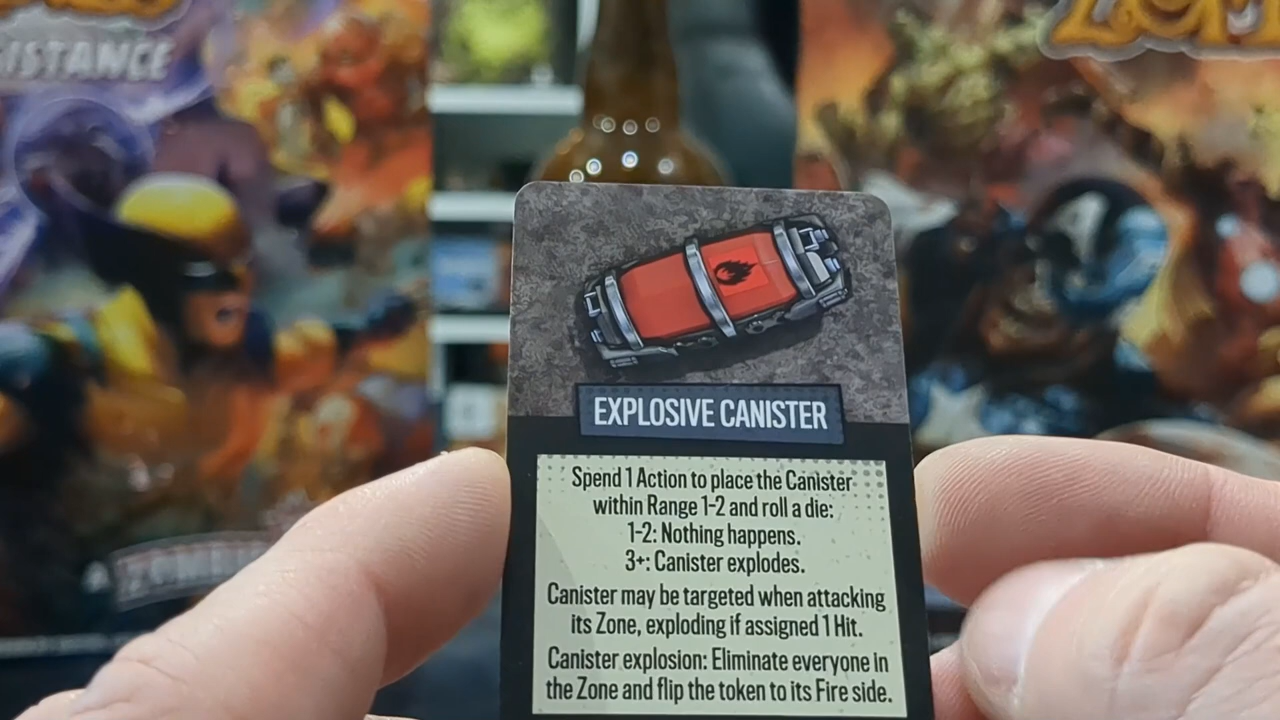 ISTANCE
EXPLOSIVE CANISTER
Spend 1 Action to place the Canister
within Range 1-2 and roll a die:
1-2: Nothing happens.
3+: Canister explodes.
Canister may be targeted when attacking
its Zone, exploding if assigned 1 Hit.
Canister explosion: Eliminate everyone in
the Zone and flip the token to its Fire side.